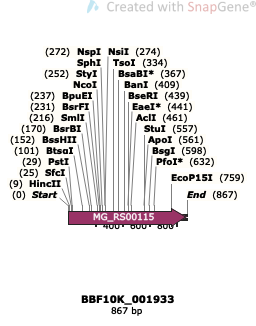 Created with SnapGene®
(272) NspI NsiI (274)
SphI TsoI (334)
(252) StyI BsaBI* (367)
NcoI BanI (409)
(237) BpuEI BseRI (439)
(231) BsrFI EaeI* (441)
(216) SmlI AclI (461)
(170) BsrBI StuI (557)
(152) BssHII ApoI (561)
(101) BtsαI BsgI (598)
(29) PstI PfoI* (632)
(25) SfcI EcoP15I (759)
(9) HincII End (867)
(0) Start
MG_RS00115
400 600 800
BBF10K_001933
867 bp